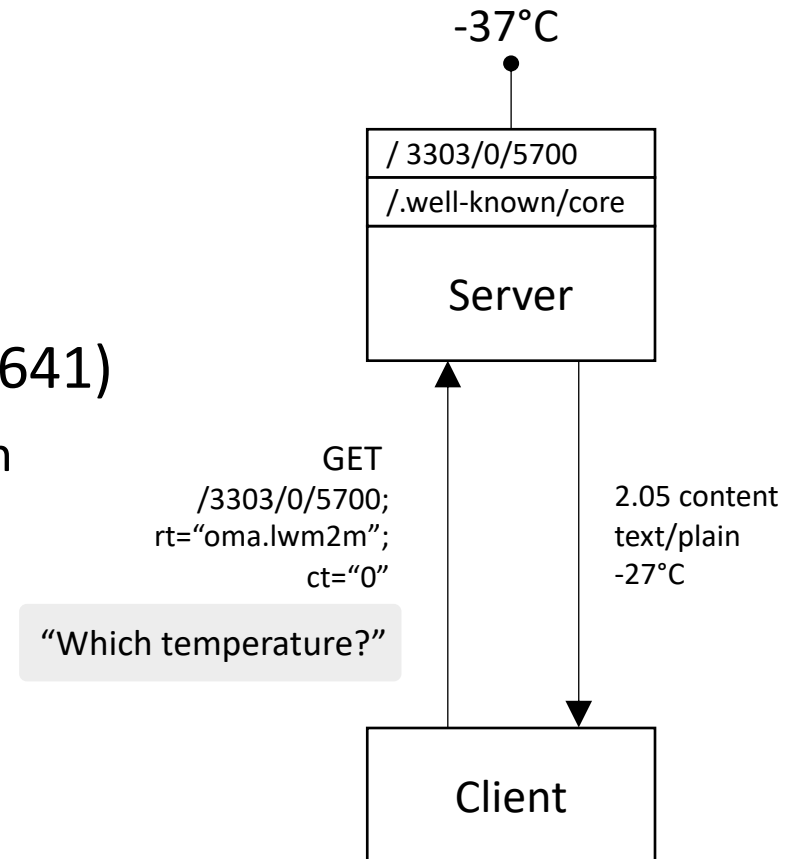 -37°C
/ 3303/0/5700
/.well-known/core
Server
641)
GET
/3303/0/5700;
rt=“oma.lwm2m”;
ct=“0”
2.05 content
text/plain
-27°C
“Which temperature?”
Client